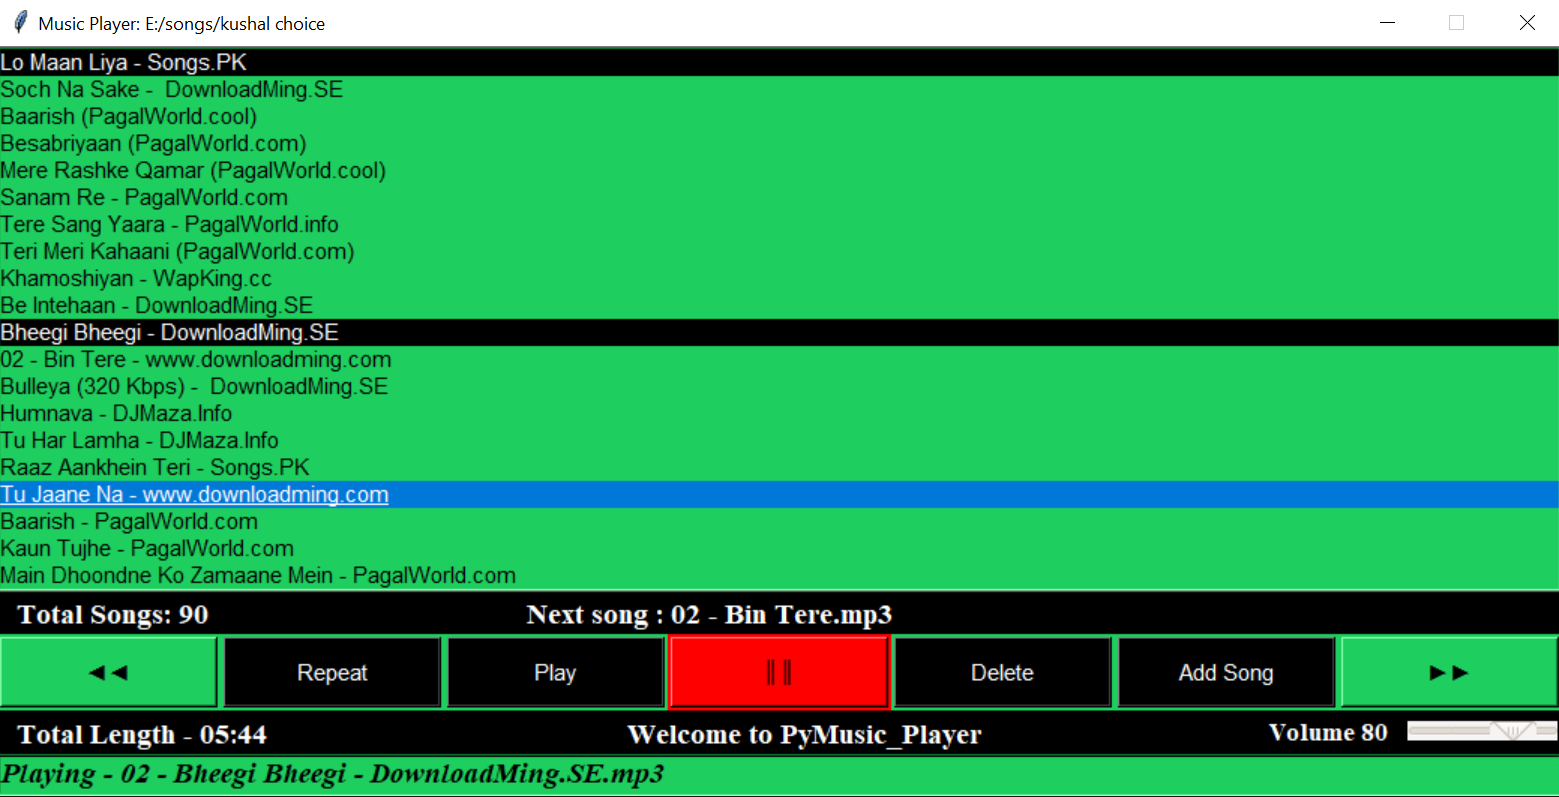 Music Player: E:/songs/kushal choice
Lo Maan Liya - Songs.PK
Soch Na Sake -  DownloadMing.SE
Baarish (PagalWorld.cool)
Besabriyaan (PagalWorld.com)
Mere Rashke Qamar (PagalWorld.cool)
Sanam Re - PagalWorld.com
Tere Sang Yaara - PagalWorld.info
Teri Meri Kahaani (PagalWorld.com)
Khamoshiyan - WapKing.cc
Be Intehaan - DownloadMing.SE
Bheegi Bheegi - DownloadMing.SE
02 - Bin Tere - www.downloadming.com
Bulleya (320 Kbps) -  DownloadMing.SE
Humnava - DJMaza.Info
Tu Har Lamha - DJMaza.Info
Raaz Aankhein Teri - Songs.PK
Tu Jaane Na - www.downloadming.com
Baarish - PagalWorld.com
Kaun Tujhe - PagalWorld.com
Main Dhoondne Ko Zamaane Mein - PagalWorld.com
Total Songs: 90 Next song : 02 - Bin Tere.mp3
◄◄ Repeat Play ║║ Delete Add Song ►►
Total Length - 05:44 Welcome to PyMusic_Player Volume 80
Playing - 02 - Bheegi Bheegi - DownloadMing.SE.mp3